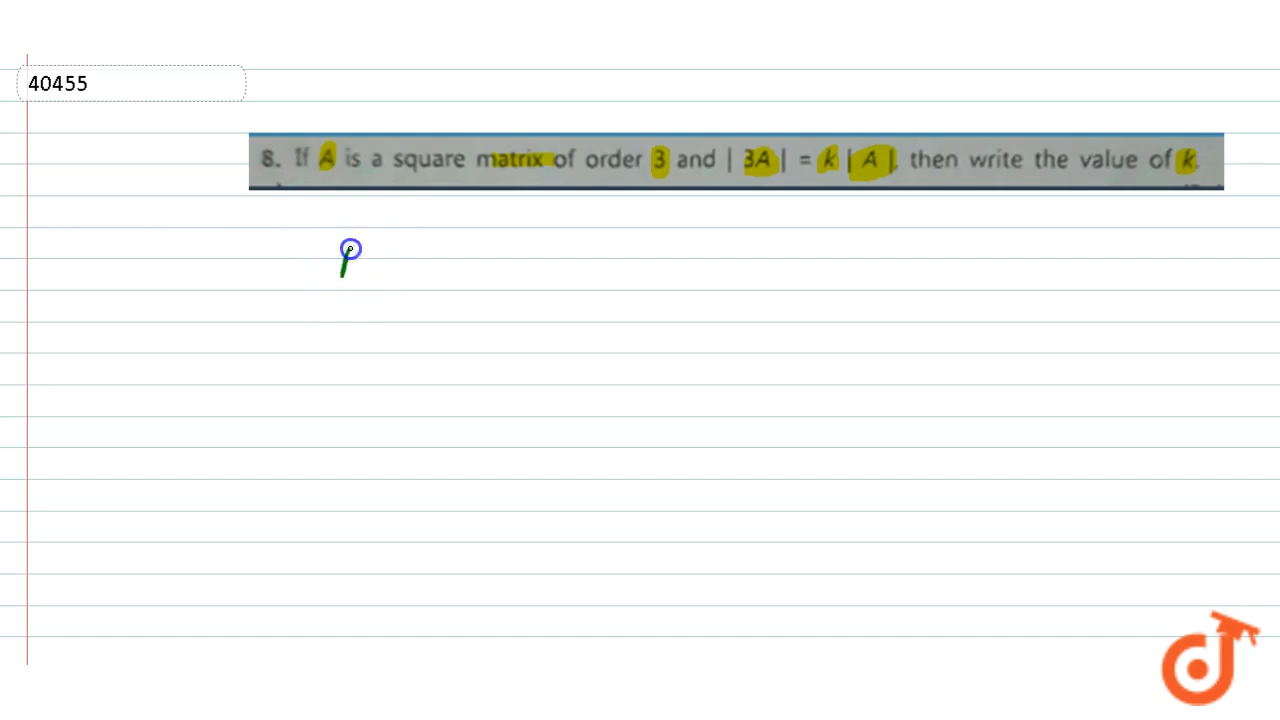 40455
8. If A is a square matrix of order 3 and | 3A | = k | A |, then write the value of k.